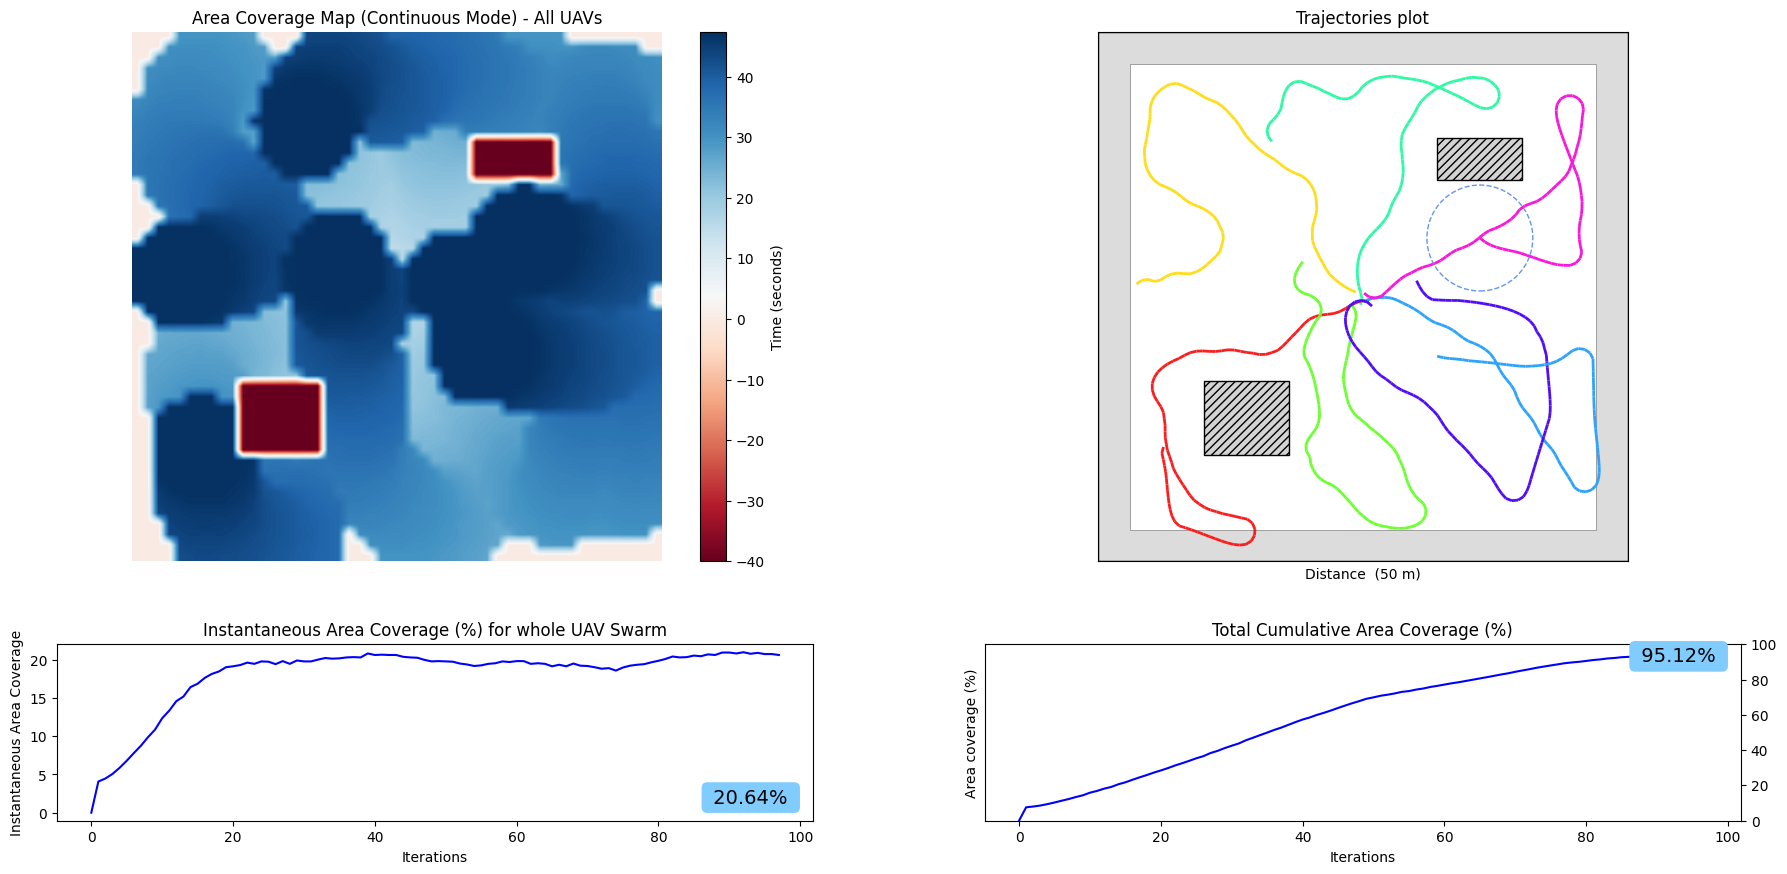 Area Coverage Map (Continuous Mode) - All UAVs
40
30
20
10
0
−10
−20
−30
−40
Time (seconds)
Trajectories plot
Distance  (50 m)
Instantaneous Area Coverage (%) for whole UAV Swarm
Instantaneous Area Coverage
20
15
10
5
0
20.64%
0 20 40 60 80 100
Iterations
Total Cumulative Area Coverage (%)
Area coverage (%)
95.12%
100
80
60
40
20
0
0 20 40 60 80 100
Iterations